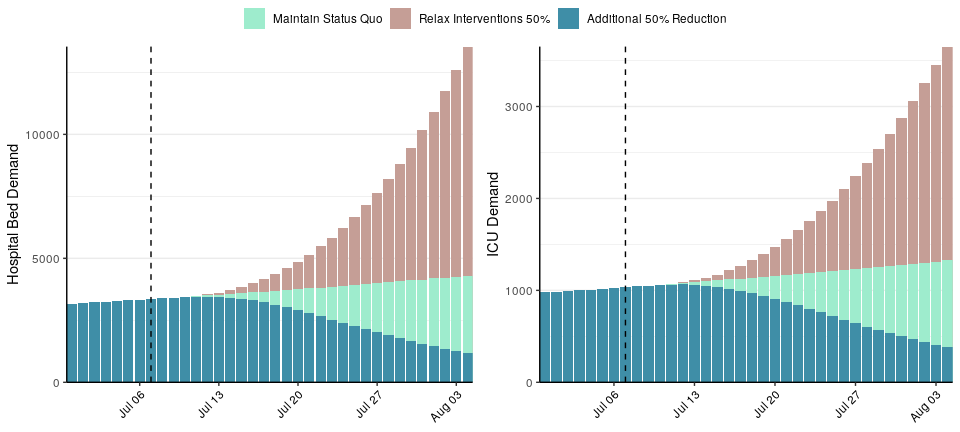 Maintain Status Quo Relax Interventions 50% Additional 50% Reduction
Hospital Bed Demand
10000
5000
0
Jul 06 Jul 13 Jul 20 Jul 27 Aug 03
ICU Demand
3000
2000
1000
0
Jul 06 Jul 13 Jul 20 Jul 27 Aug 03